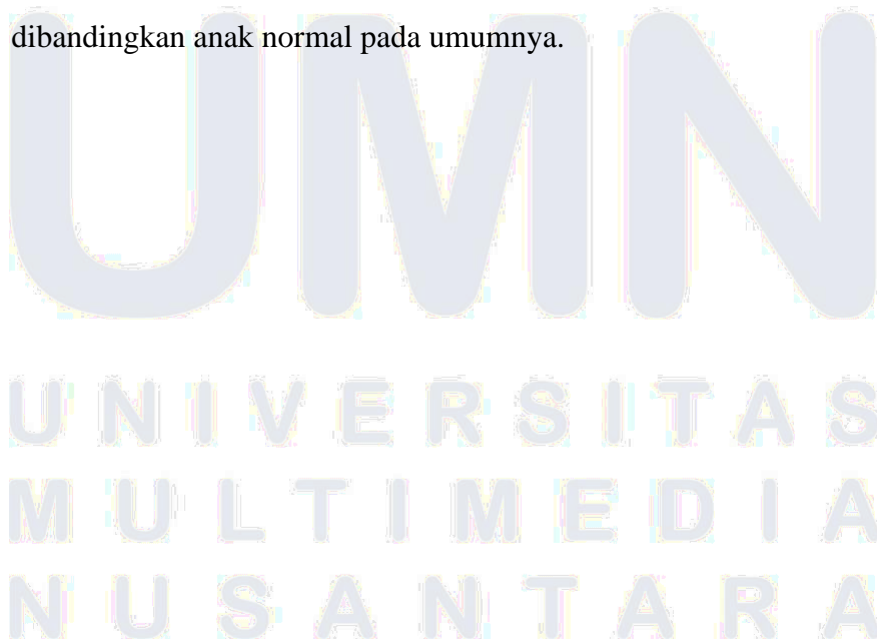 dibandingkan anak normal pada umumnya.
UMN
UNIVERSITAS
MULTIMEDIA
NUSANTARA